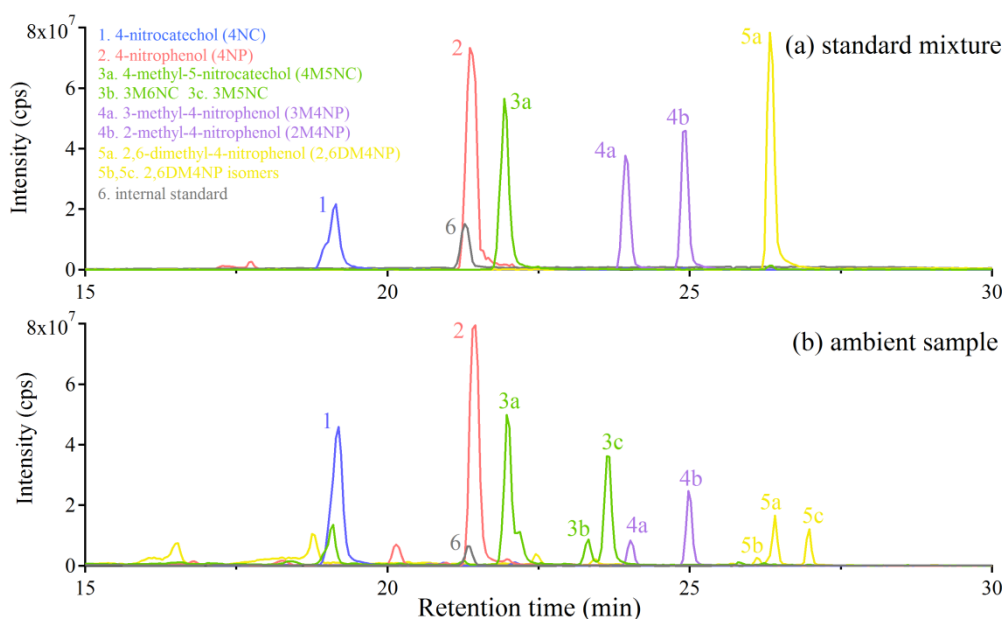 8x10⁷
6
4
2
0
Intensity (cps)
1. 4-nitrocatechol (4NC)
2. 4-nitrophenol (4NP)
3a. 4-methyl-5-nitrocatechol (4M5NC)
3b. 3M6NC 3c. 3M5NC
4a. 3-methyl-4-nitrophenol (3M4NP)
4b. 2-methyl-4-nitrophenol (2M4NP)
5a. 2,6-dimethyl-4-nitrophenol (2,6DM4NP)
5b,5c. 2,6DM4NP isomers
6. internal standard
(a) standard mixture
1
6
2
3a
4a
4b
5a
15
20
25
30
8x10⁷
6
4
2
0
Intensity (cps)
(b) ambient sample
1
6
2
3a
3b
3c
4a
4b
5b
5a
5c
15
20
25
30
Retention time (min)